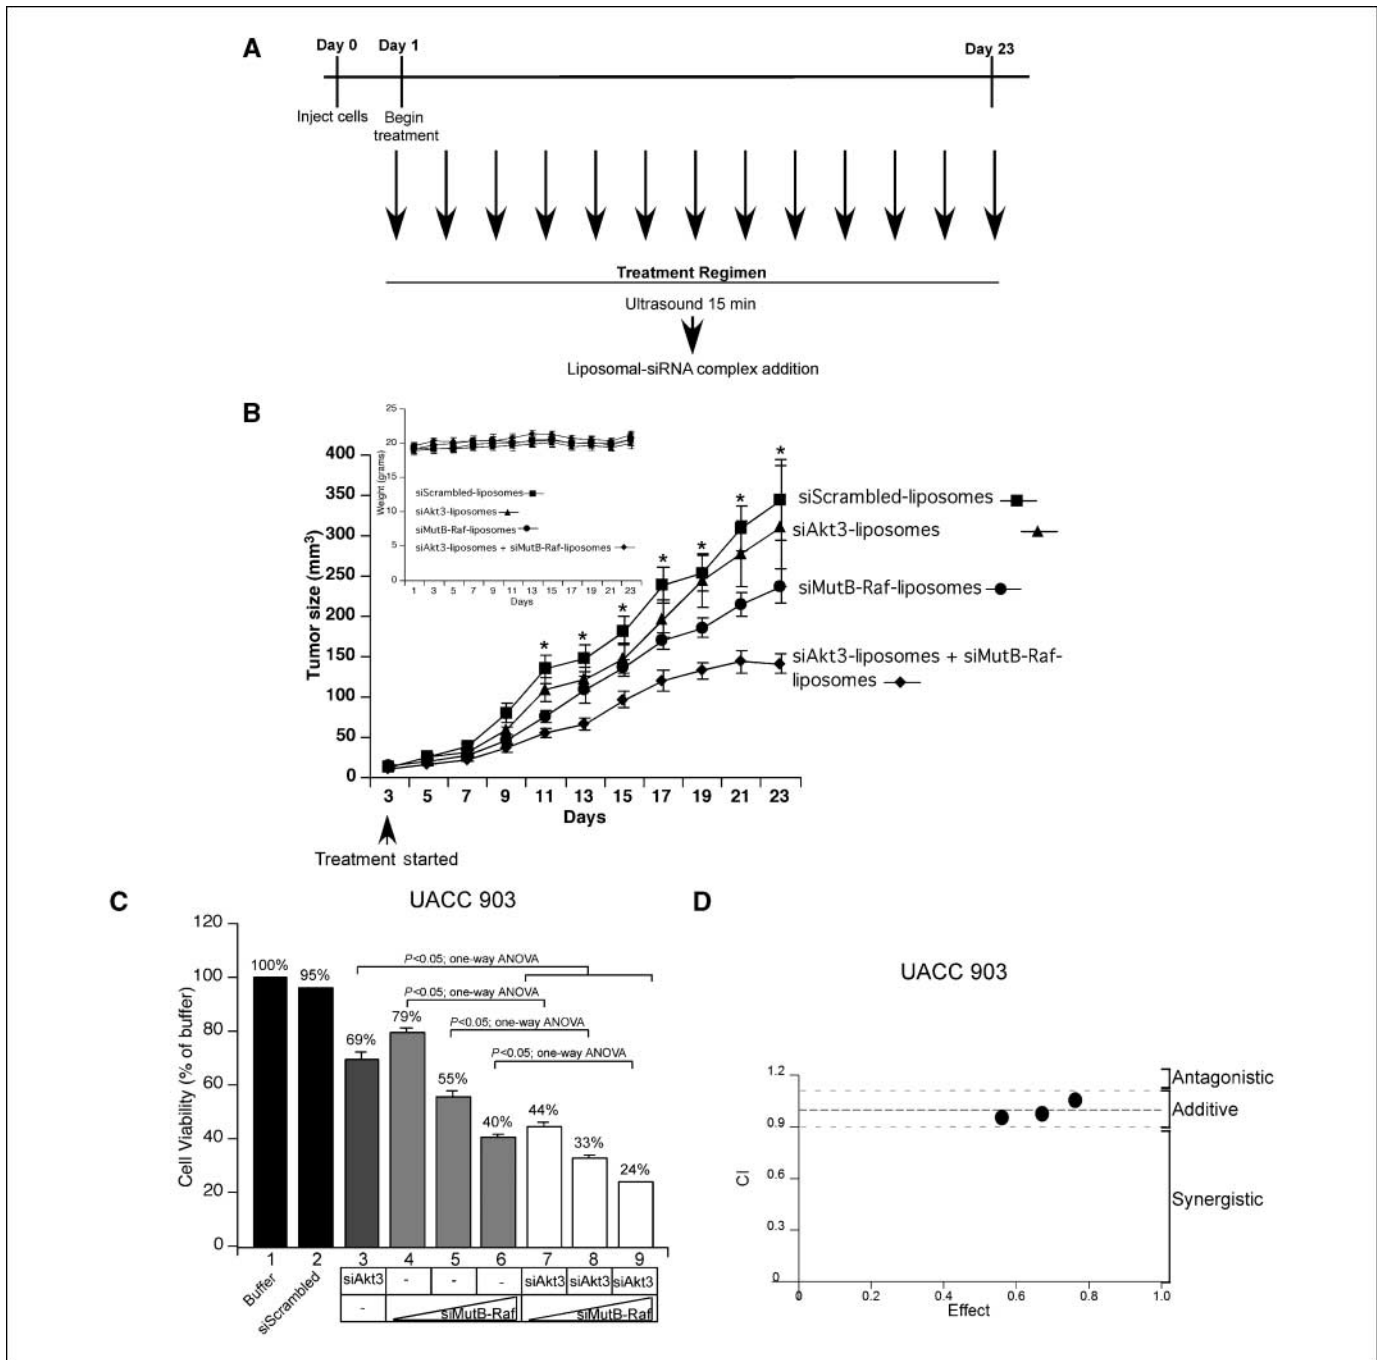 A
Day 0 Day 1 Day 23
Inject cells Begin
treatment
Treatment Regimen
Ultrasound 15 min
Liposomal-siRNA complex addition
B
25
20
15
10
5
0
Weight (grams)
siScrambled-liposomes
siAkt3-liposomes
siMutB-Raf-liposomes
siAkt3-liposomes + siMutB-Raf-liposomes
1 3 5 7 9 11 13 15 17 19 21 23
Days
400
350
300
250
200
150
100
50
0
Tumor size (mm³)
* * * * * * *
siScrambled-liposomes
siAkt3-liposomes
siMutB-Raf-liposomes
siAkt3-liposomes + siMutB-Raf-
liposomes
3 5 7 9 11 13 15 17 19 21 23
Days
Treatment started
C
UACC 903
120
100
80
60
40
20
0
Cell Viability (% of buffer)
P<0.05; one-way ANOVA
P<0.05; one-way ANOVA
P<0.05; one-way ANOVA
P<0.05; one-way ANOVA
100% 95% 69% 79% 55% 40% 44% 33% 24%
1 2 3 4 5 6 7 8 9
Buffer siScrambled siAkt3 - - - siAkt3 siAkt3 siAkt3
- siMutB-Raf siMutB-Raf
D
UACC 903
1.2
0.9
0.6
0.3
0
CI
Antagonistic
Additive
Synergistic
0 0.2 0.4 0.6 0.8 1.0
Effect